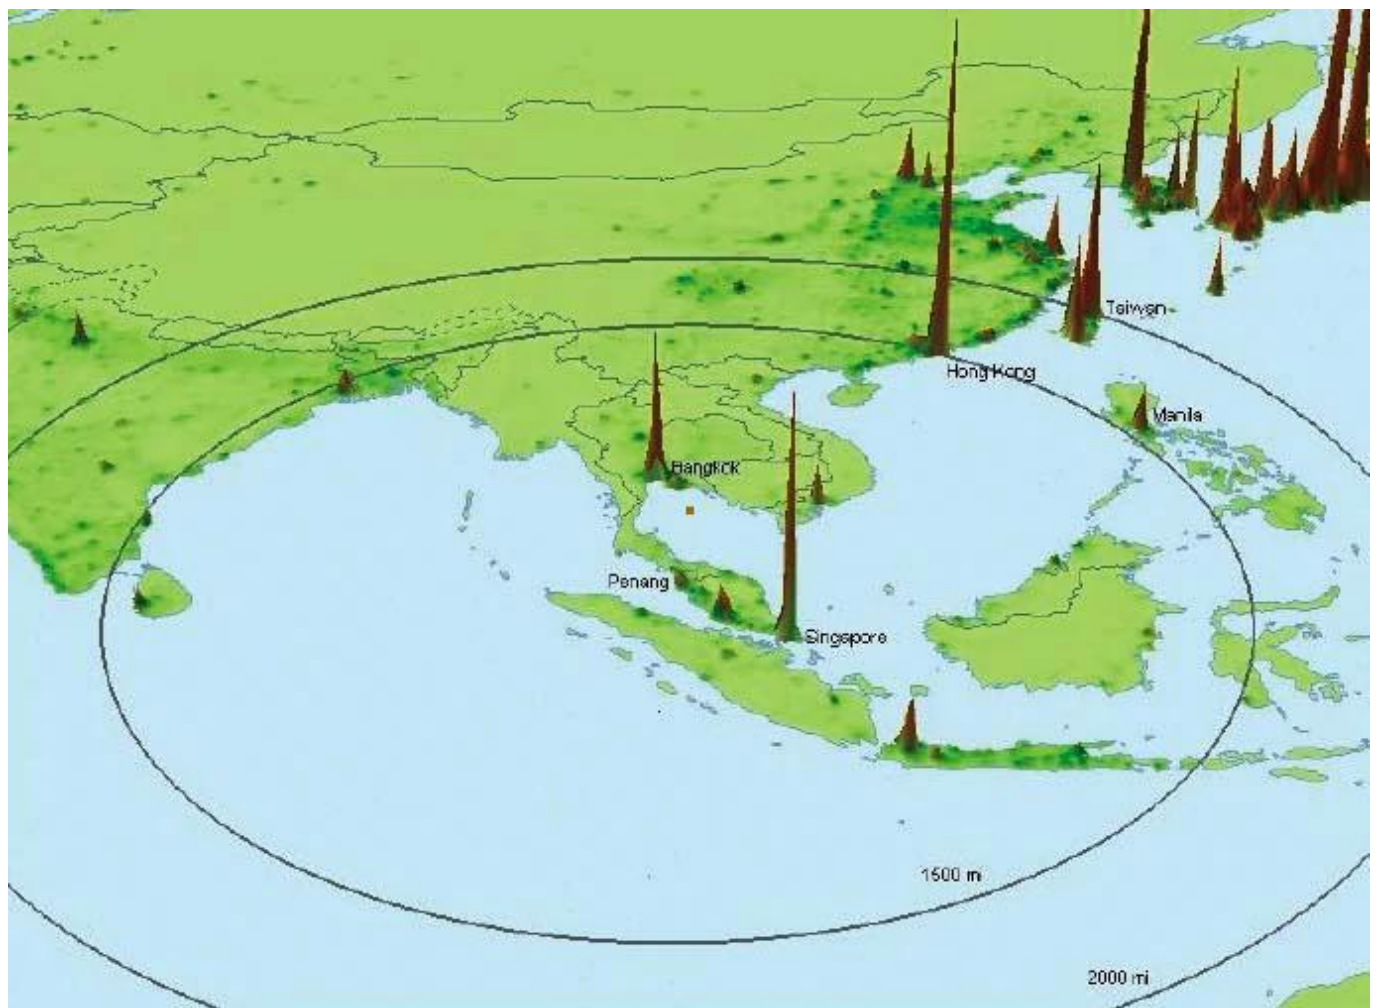 Taiwan
Hong Kong
Manila
Bangkok
Penang
Singapore
1500 mi
2000 mi